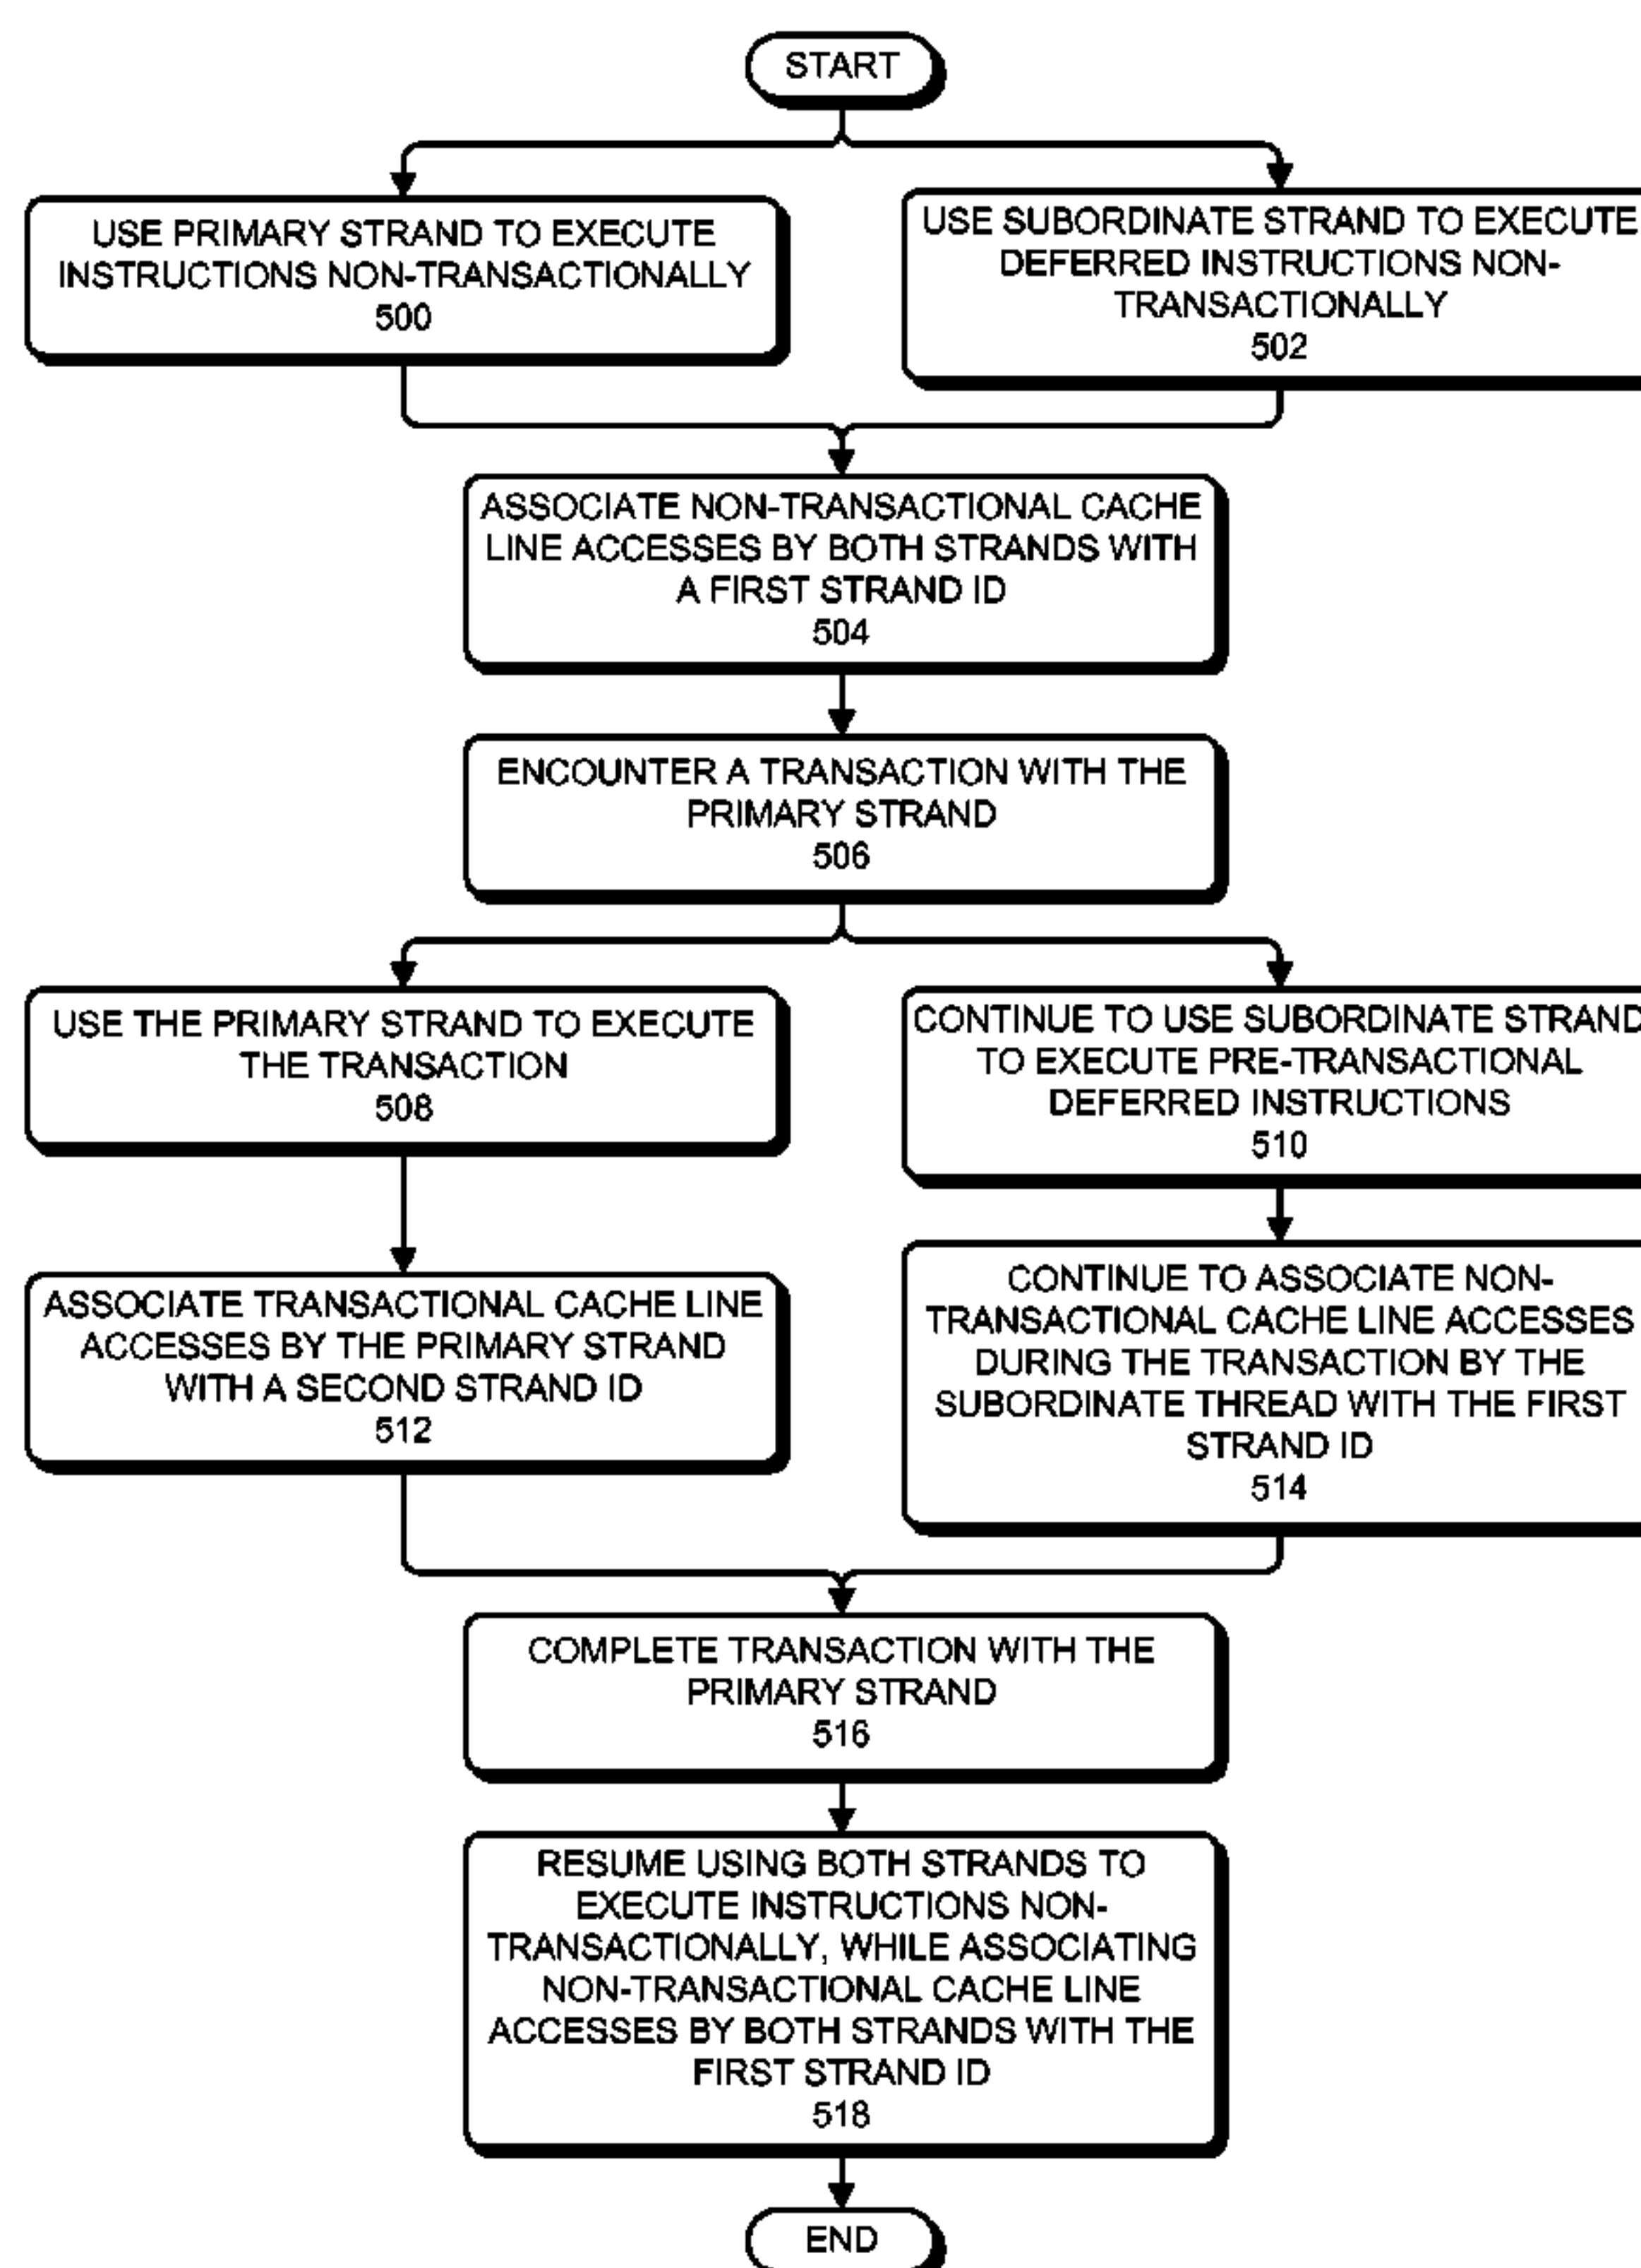 START
USE PRIMARY STRAND TO EXECUTE
INSTRUCTIONS NON-TRANSACTIONALLY
500
USE SUBORDINATE STRAND TO EXECUTE
DEFERRED INSTRUCTIONS NON-
TRANSACTIONALLY
502
ASSOCIATE NON-TRANSACTIONAL CACHE
LINE ACCESSES BY BOTH STRANDS WITH
A FIRST STRAND ID
504
ENCOUNTER A TRANSACTION WITH THE
PRIMARY STRAND
506
USE THE PRIMARY STRAND TO EXECUTE
THE TRANSACTION
508
CONTINUE TO USE SUBORDINATE STRAND
TO EXECUTE PRE-TRANSACTIONAL
DEFERRED INSTRUCTIONS
510
ASSOCIATE TRANSACTIONAL CACHE LINE
ACCESSES BY THE PRIMARY STRAND
WITH A SECOND STRAND ID
512
CONTINUE TO ASSOCIATE NON-
TRANSACTIONAL CACHE LINE ACCESSES
DURING THE TRANSACTION BY THE
SUBORDINATE THREAD WITH THE FIRST
STRAND ID
514
COMPLETE TRANSACTION WITH THE
PRIMARY STRAND
516
RESUME USING BOTH STRANDS TO
EXECUTE INSTRUCTIONS NON-
TRANSACTIONALLY, WHILE ASSOCIATING
NON-TRANSACTIONAL CACHE LINE
ACCESSES BY BOTH STRANDS WITH THE
FIRST STRAND ID
518
END